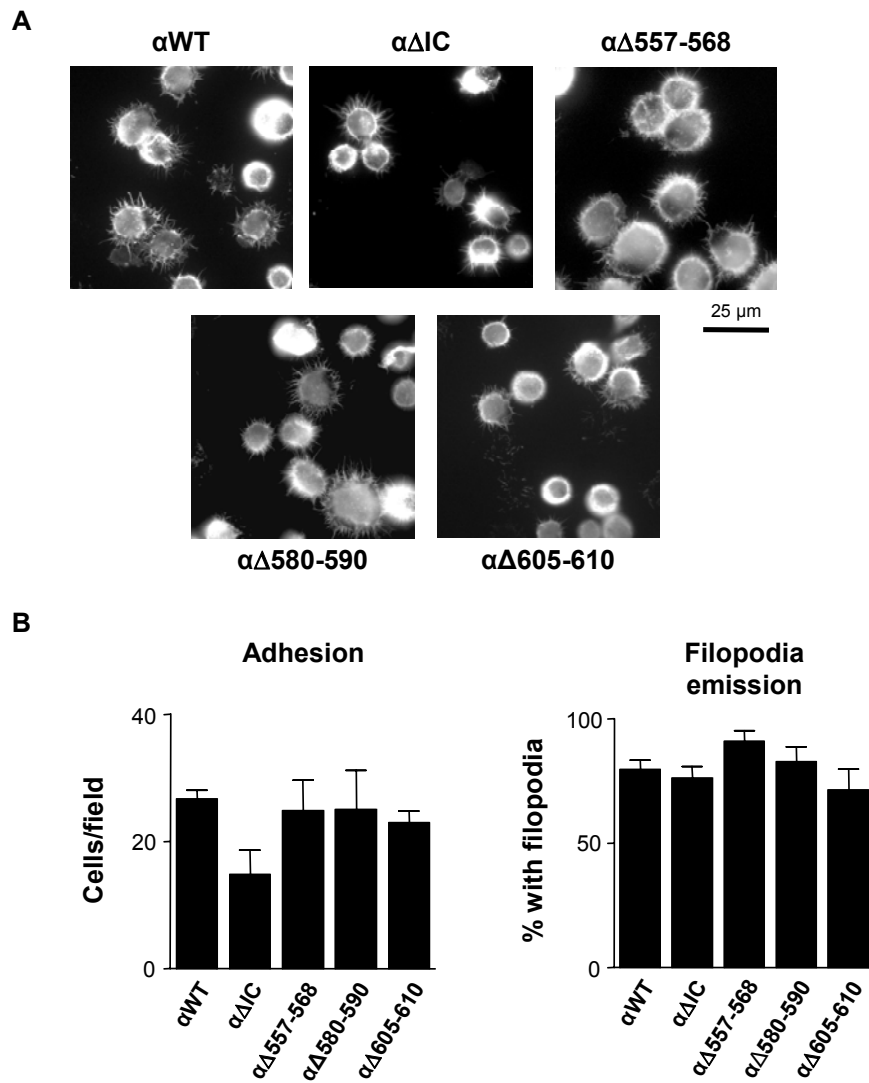 A
αWT
αΔIC
αΔ557-568
25 µm
αΔ580-590
αΔ605-610
B
Adhesion
Filopodia
emission
Cells/field
40
20
0
αWT
αΔIC
αΔ557-568
αΔ580-590
αΔ605-610
% with filopodia
100
50
0
αWT
αΔIC
αΔ557-568
αΔ580-590
αΔ605-610